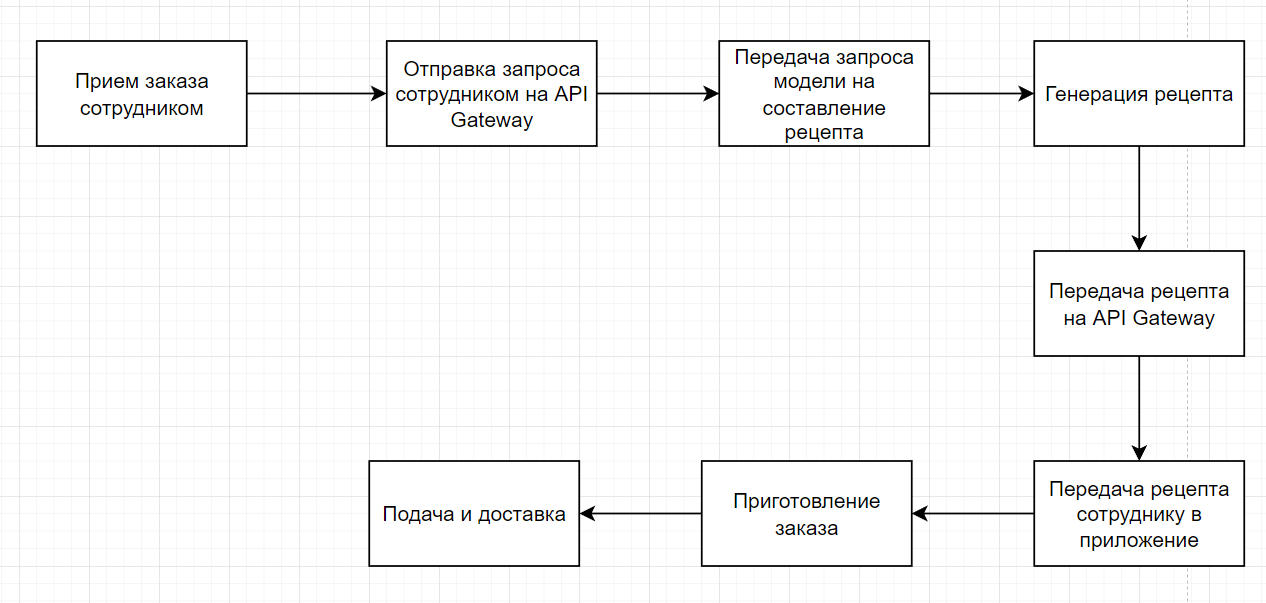 Прием заказа
сотрудником
Отправка запроса
сотрудником на API
Gateway
Передача запроса
модели на
составление
рецепта
Генерация рецепта
Передача рецепта
на API Gateway
Передача рецепта
сотруднику в
приложение
Приготовление
заказа
Подача и доставка